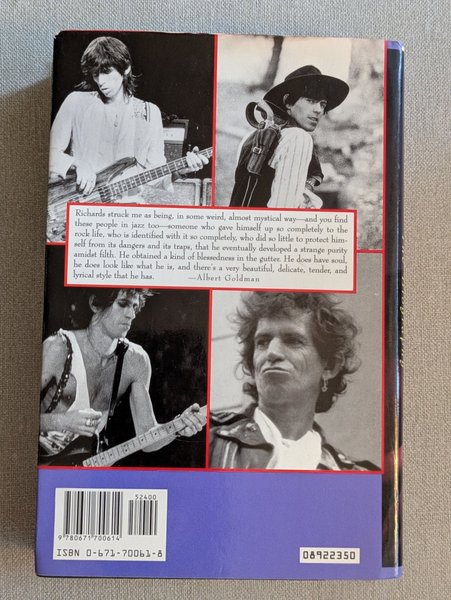 Richards struck me as being, in some weird, almost mystical way—and you find
these people in jazz too—someone who gave himself up so completely to the
rock life, who is identified with it so completely, who did so little to protect him-
self from its dangers and its traps, that he eventually developed a strange purity
amidst filth. He obtained a kind of blessedness in the gutter. He does have soul,
he does look like what he is, and there's a very beautiful, delicate, tender, and
lyrical style that he has.
—Albert Goldman
52400
9 780671 700614
ISBN 0-671-70061-8
08922350